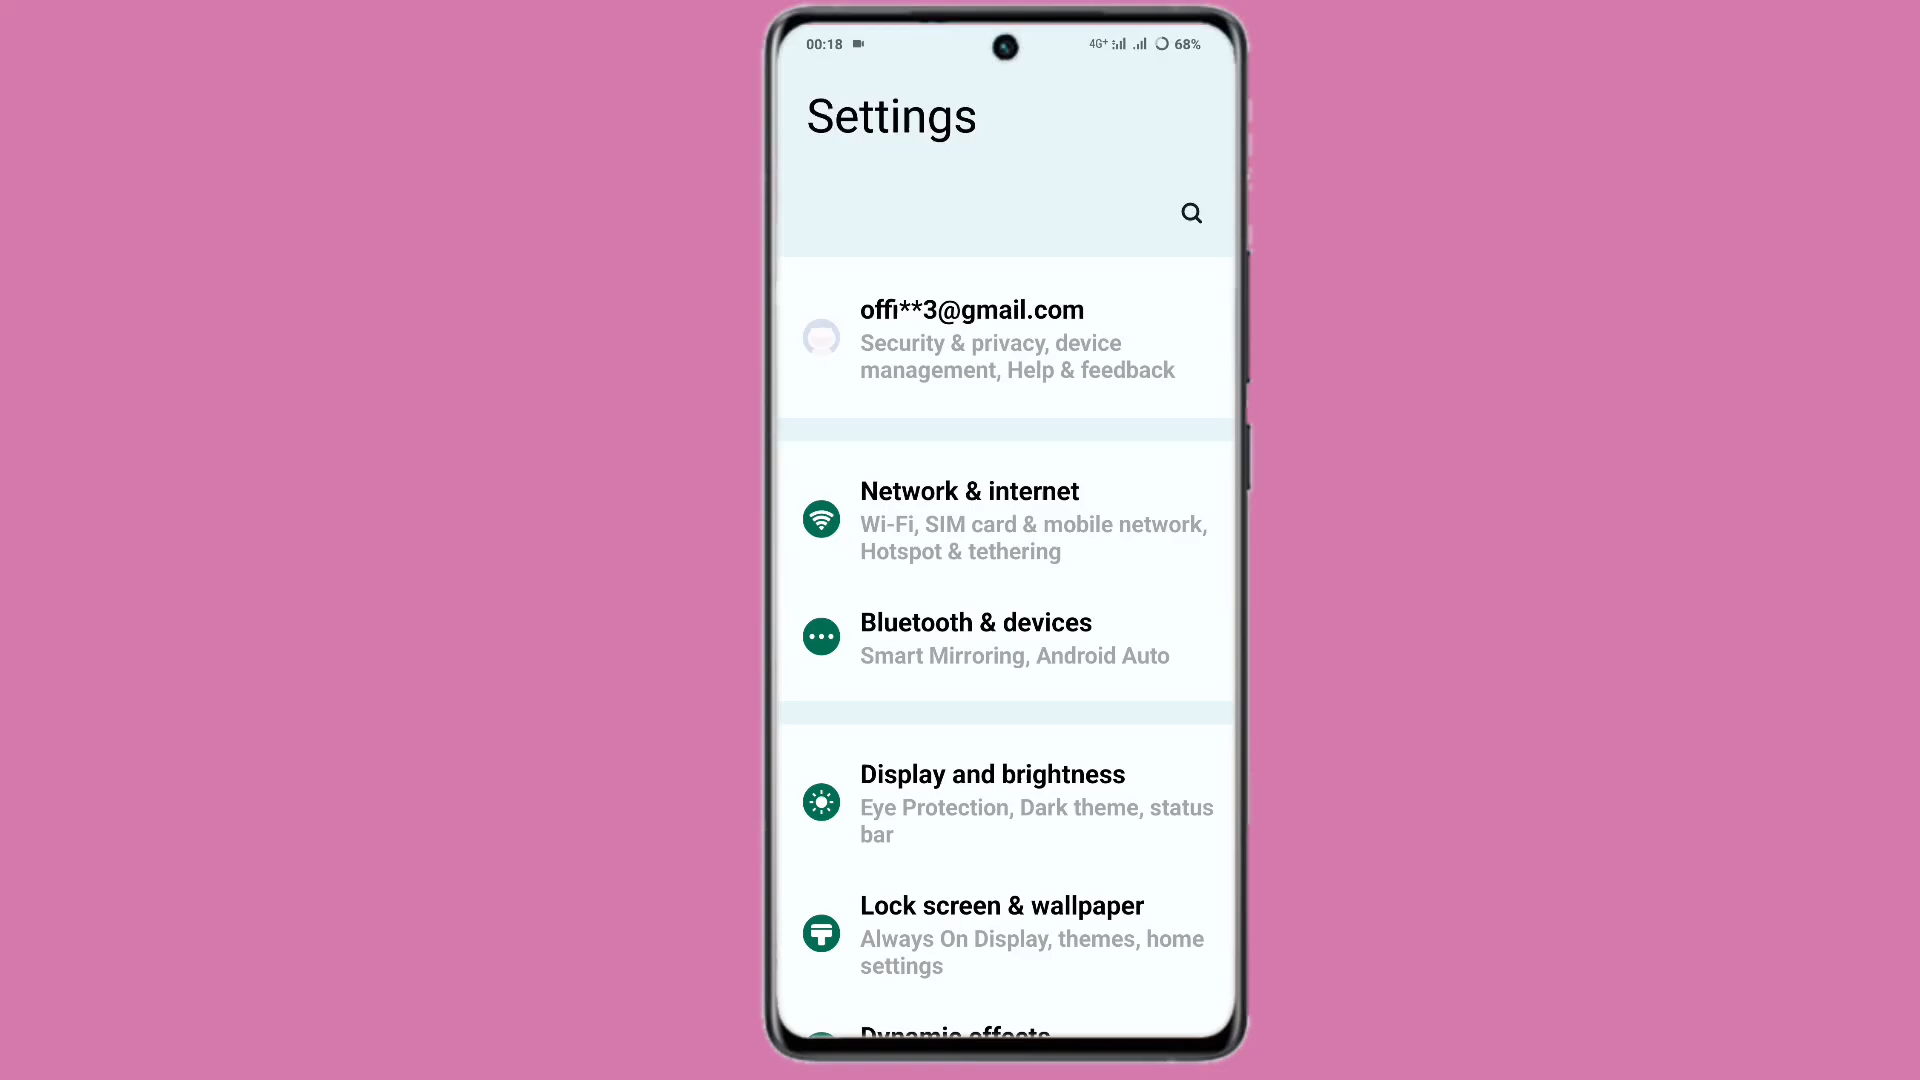 00:18 4G+ 68%
Settings
offi**3@gmail.com
Security & privacy, device
management, Help & feedback
Network & internet
Wi-Fi, SIM card & mobile network,
Hotspot & tethering
Bluetooth & devices
Smart Mirroring, Android Auto
Display and brightness
Eye Protection, Dark theme, status
bar
Lock screen & wallpaper
Always On Display, themes, home
settings
Dynamic effects